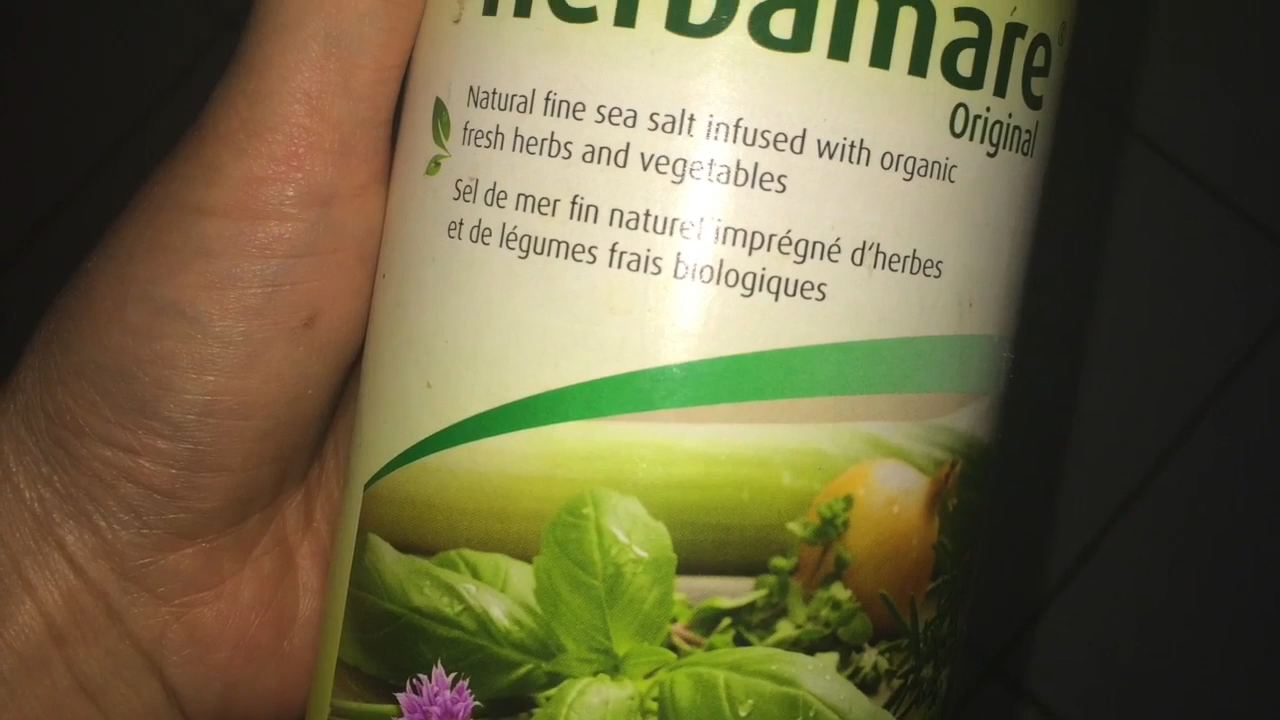 Herbamare®
Original
Natural fine sea salt infused with organic
fresh herbs and vegetables
Sel de mer fin naturel imprégné d'herbes
et de légumes frais biologiques